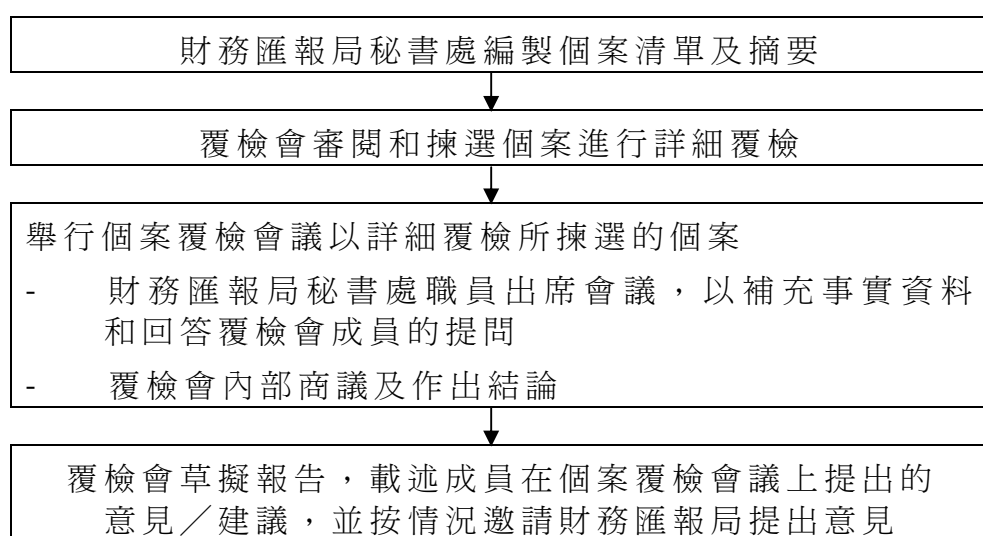 財務匯報局秘書處編製個案清單及摘要
覆檢會審閱和揀選個案進行詳細覆檢
舉行個案覆檢會議以詳細覆檢所揀選的個案
- 財務匯報局秘書處職員出席會議，以補充事實資料
和回答覆檢會成員的提問
- 覆檢會內部商議及作出結論
覆檢會草擬報告，載述成員在個案覆檢會議上提出的
意見／建議，並按情況邀請財務匯報局提出意見